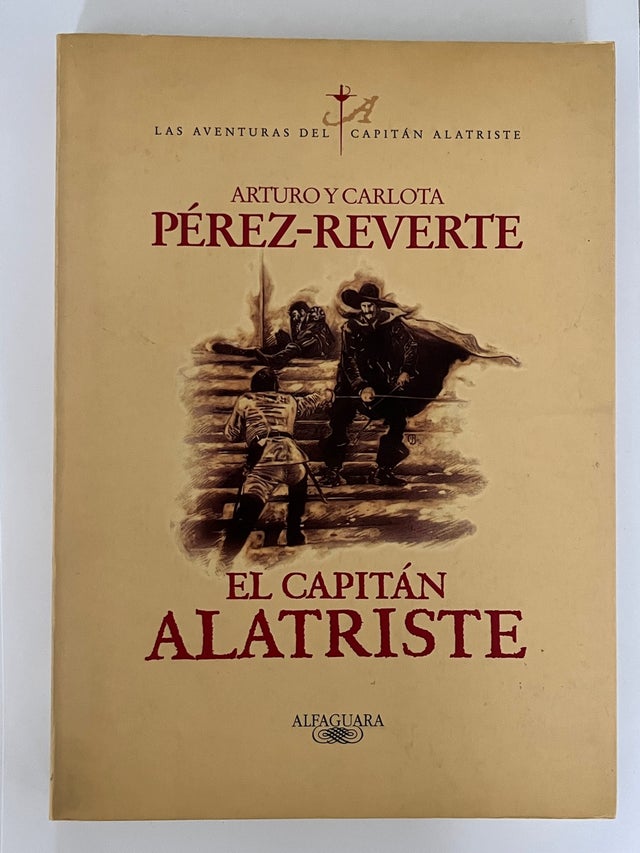 A
LAS AVENTURAS DEL CAPITÁN ALATRISTE
ARTURO Y CARLOTA
PÉREZ-REVERTE
EL CAPITÁN
ALATRISTE
ALFAGUARA